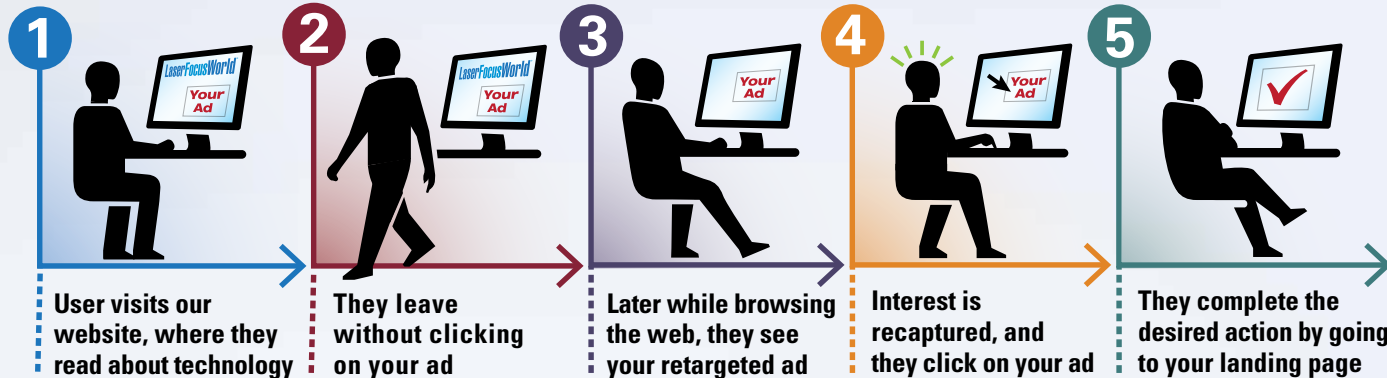 1
LaserFocusWorld
Your
Ad
User visits our
website, where they
read about technology
2
LaserFocusWorld
Your
Ad
They leave
without clicking
on your ad
3
Your
Ad
Later while browsing
the web, they see
your retargeted ad
4
Your
Ad
Interest is
recaptured, and
they click on your ad
5
They complete the
desired action by going
to your landing page